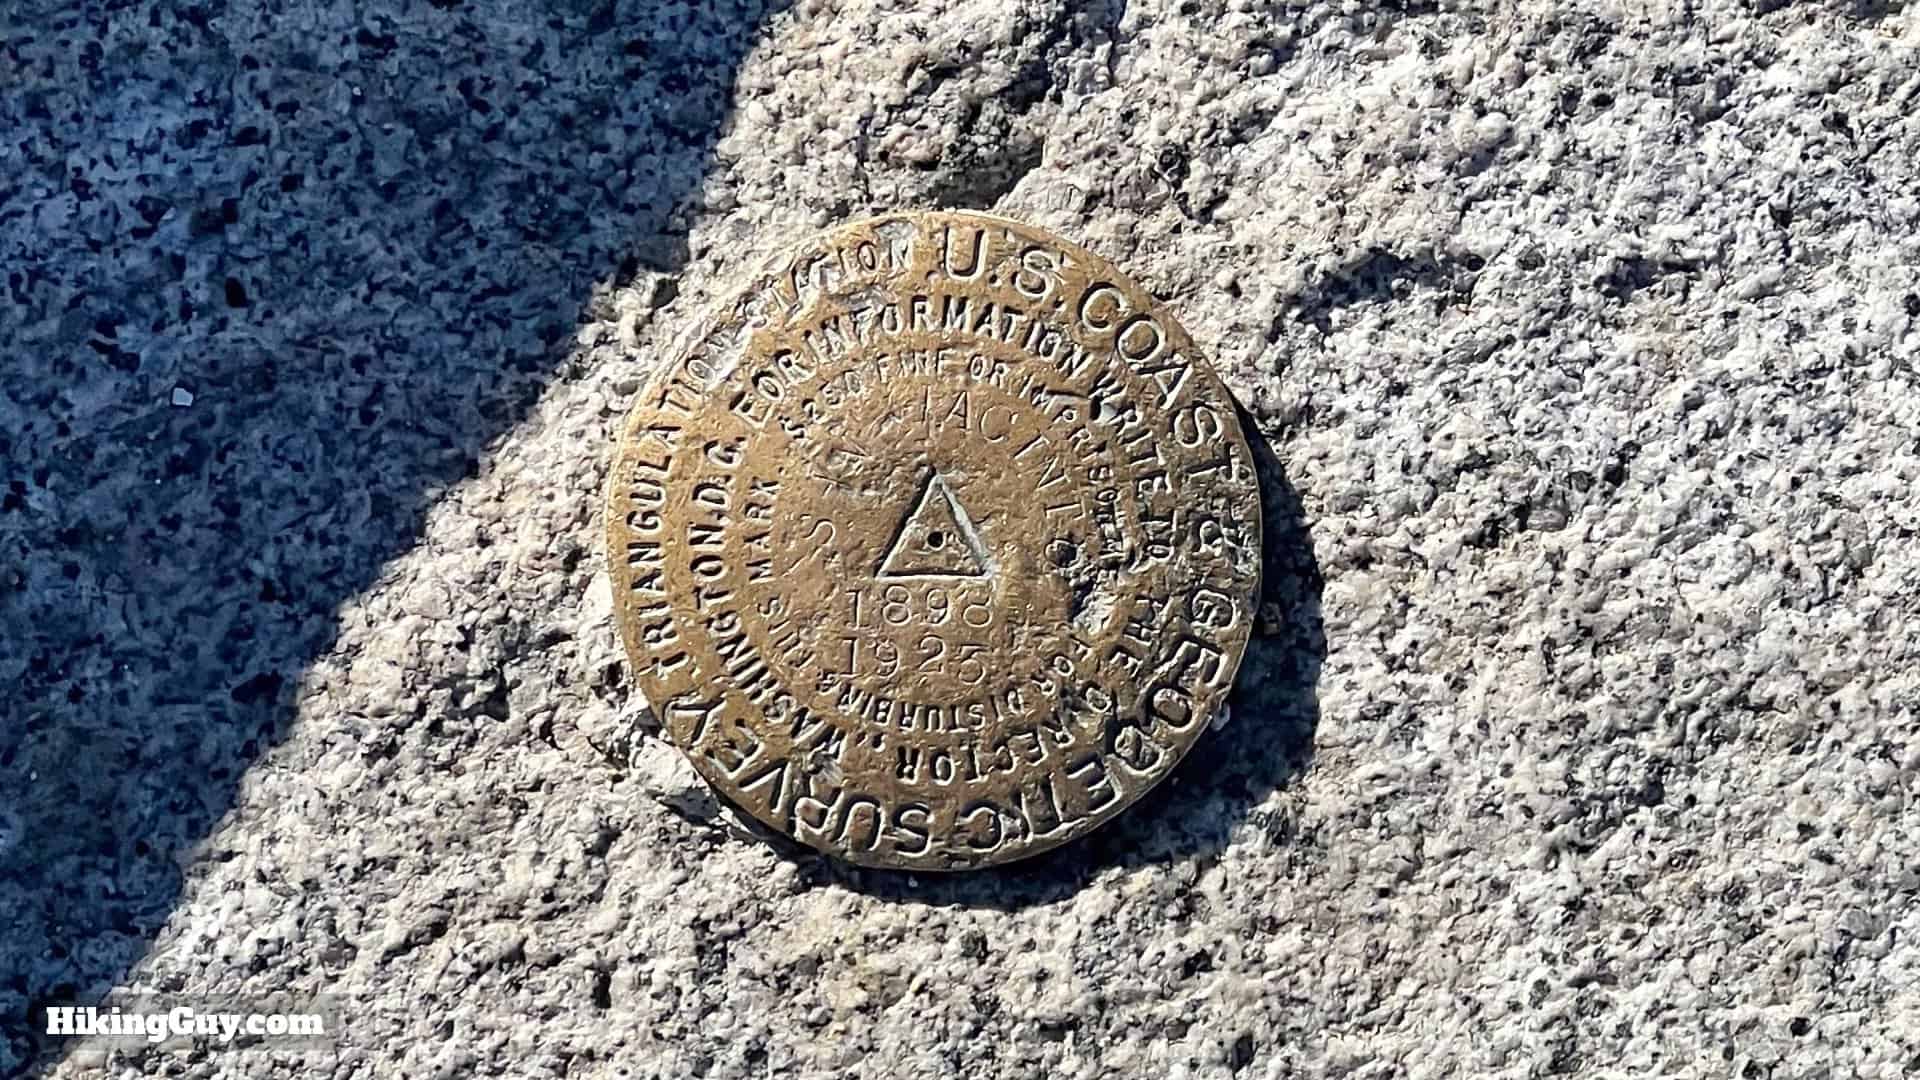 U.S. COAST & GEODETIC SURVEY
TRIANGULATION STATION
FOR INFORMATION WRITE TO THE DIRECTOR, WASHINGTON, D.C.
$250 FINE OR IMPRISONMENT FOR DISTURBING THIS MARK.
SAN JACINTO
1898
1925
HikingGuy.com